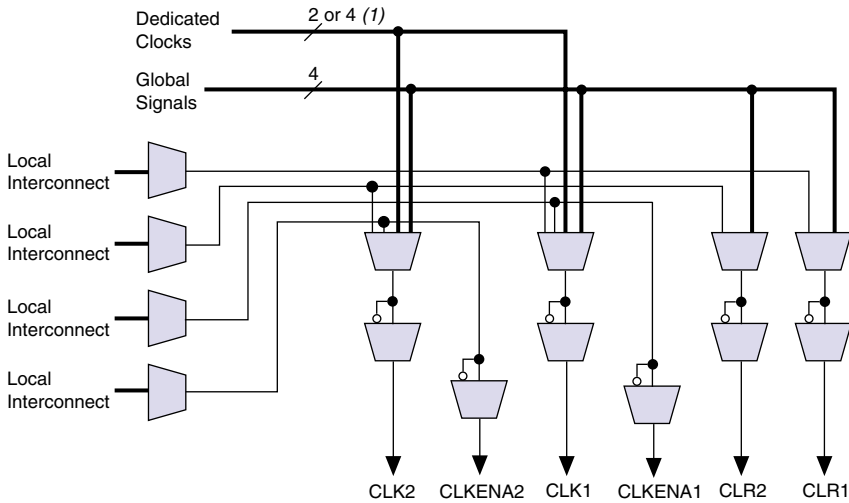 Dedicated
Clocks
2 or 4 (1)
Global
Signals
4
Local
Interconnect
Local
Interconnect
Local
Interconnect
Local
Interconnect
CLK2 CLKENA2 CLK1 CLKENA1 CLR2 CLR1